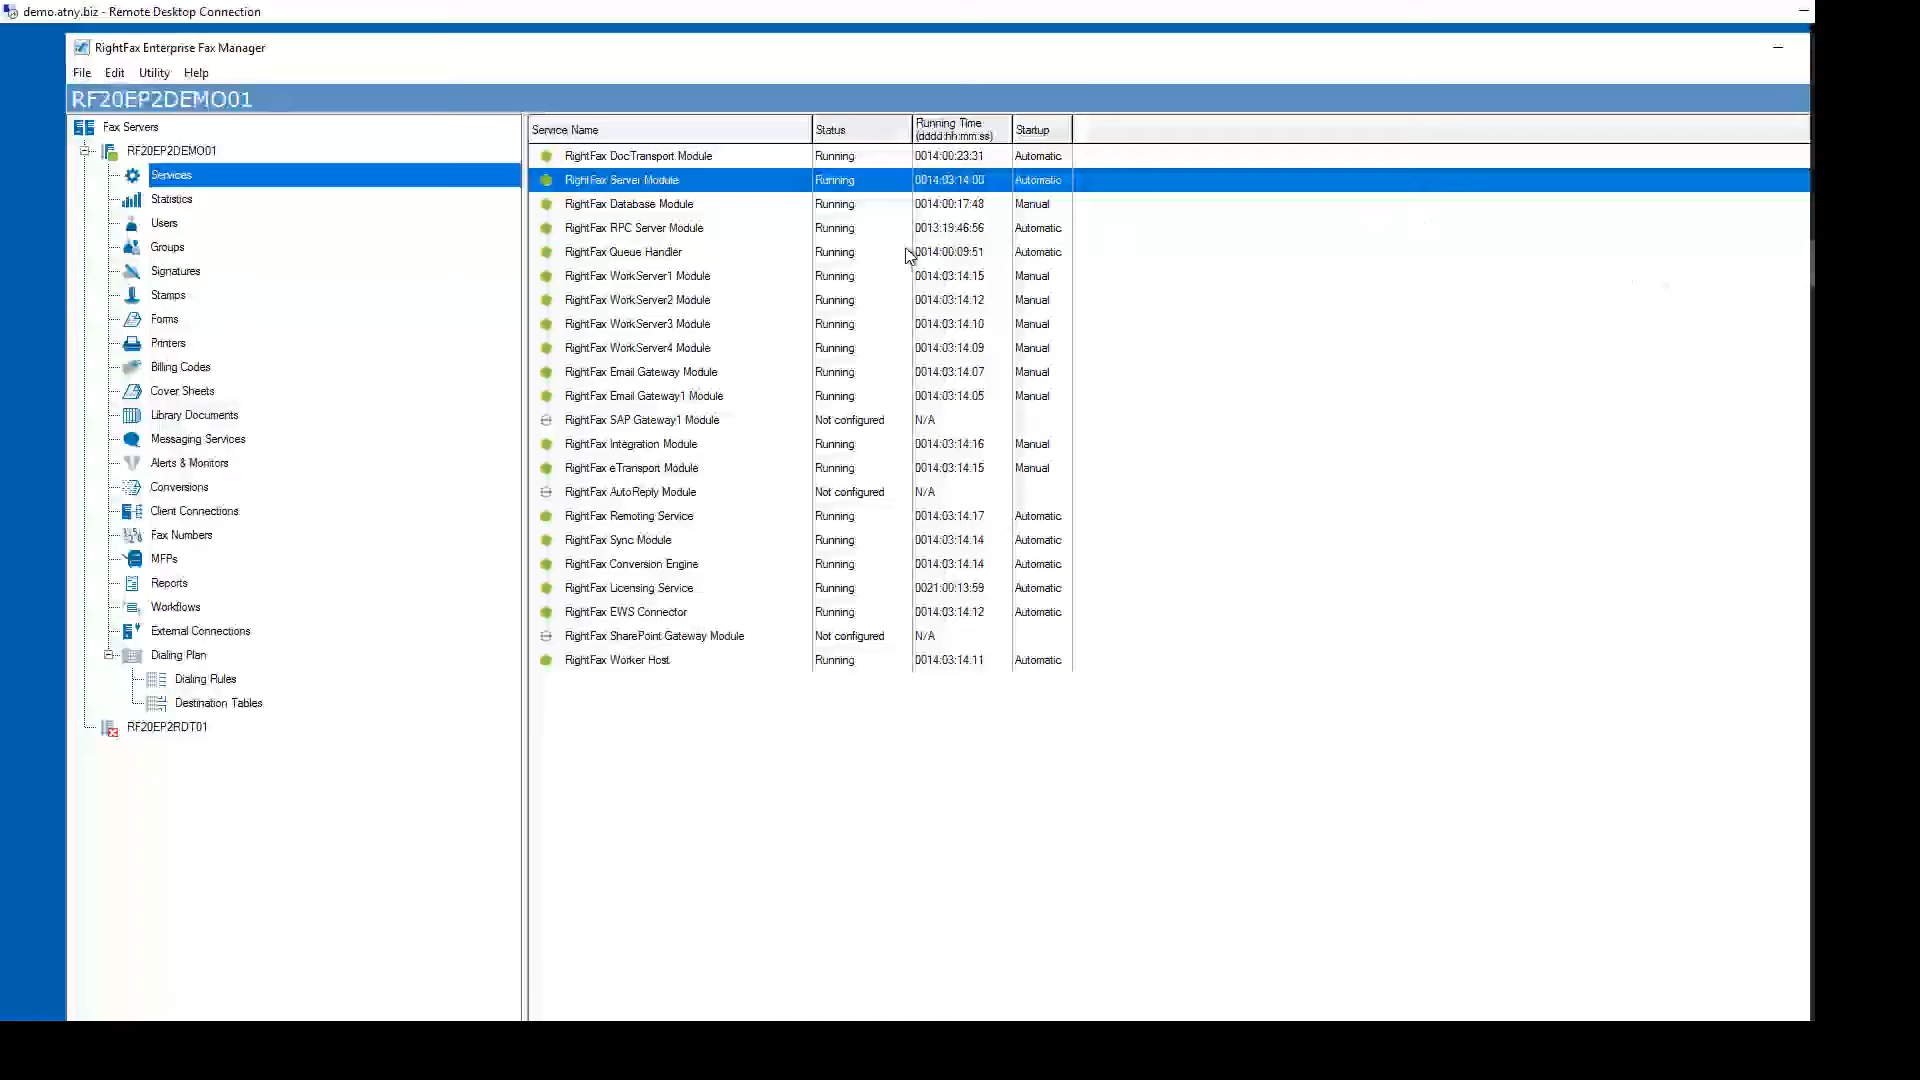 demo.atny.biz - Remote Desktop Connection
RightFax Enterprise Fax Manager
File Edit Utility Help
RF20EP2DEMO01
Fax Servers
RF20EP2DEMO01
Services
Statistics
Users
Groups
Signatures
Stamps
Forms
Printers
Billing Codes
Cover Sheets
Library Documents
Messaging Services
Alerts & Monitors
Conversions
Client Connections
Fax Numbers
MFPs
Reports
Workflows
External Connections
Dialing Plan
Dialing Rules
Destination Tables
RF20EP2RDT01
Service Name Status Running Time (dddd:hh:mm:ss) Startup
RightFax DocTransport Module Running 0014:00:23:31 Automatic
RightFax Server Module Running 0014:03:14:00 Automatic
RightFax Database Module Running 0014:00:17:48 Manual
RightFax RPC Server Module Running 0013:19:46:56 Automatic
RightFax Queue Handler Running 0014:00:09:51 Automatic
RightFax WorkServer1 Module Running 0014:03:14:15 Manual
RightFax WorkServer2 Module Running 0014:03:14:12 Manual
RightFax WorkServer3 Module Running 0014:03:14:10 Manual
RightFax WorkServer4 Module Running 0014:03:14:09 Manual
RightFax Email Gateway Module Running 0014:03:14:07 Manual
RightFax Email Gateway1 Module Running 0014:03:14:05 Manual
RightFax SAP Gateway1 Module Not configured N/A
RightFax Integration Module Running 0014:03:14:16 Manual
RightFax eTransport Module Running 0014:03:14:15 Manual
RightFax AutoReply Module Not configured N/A
RightFax Remoting Service Running 0014:03:14:17 Automatic
RightFax Sync Module Running 0014:03:14:14 Automatic
RightFax Conversion Engine Running 0014:03:14:14 Automatic
RightFax Licensing Service Running 0021:00:13:59 Automatic
RightFax EWS Connector Running 0014:03:14:12 Automatic
RightFax SharePoint Gateway Module Not configured N/A
RightFax Worker Host Running 0014:03:14:11 Automatic